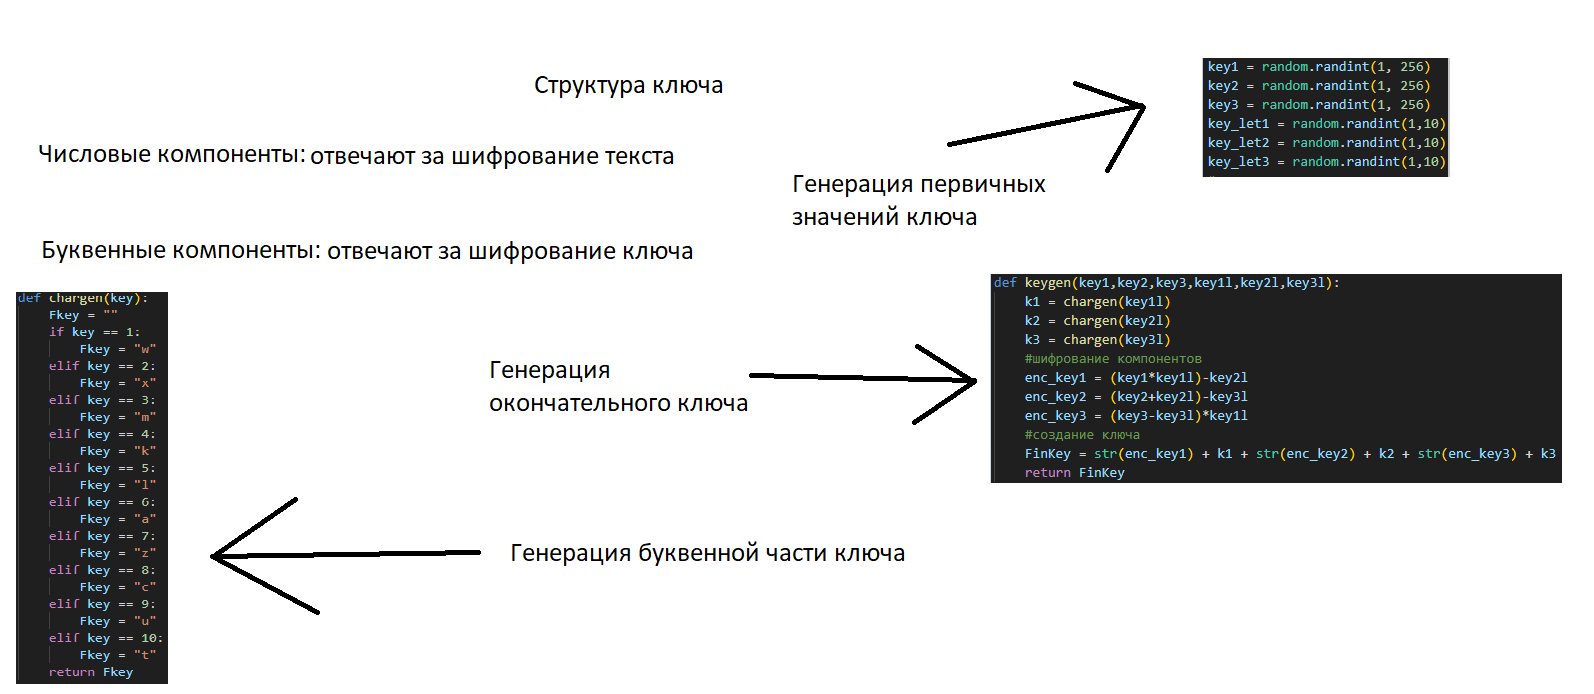 Структура ключа
Числовые компоненты: отвечают за шифрование текста
Буквенные компоненты: отвечают за шифрование ключа
key1 = random.randint(1, 256)
key2 = random.randint(1, 256)
key3 = random.randint(1, 256)
key_let1 = random.randint(1,10)
key_let2 = random.randint(1,10)
key_let3 = random.randint(1,10)
Генерация первичных
значений ключа
def keygen(key1,key2,key3,key1l,key2l,key3l):
k1 = chargen(key1l)
k2 = chargen(key2l)
k3 = chargen(key3l)
#шифрование компонентов
enc_key1 = (key1*key1l)-key2l
enc_key2 = (key2+key2l)-key3l
enc_key3 = (key3-key3l)*key1l
#создание ключа
FinKey = str(enc_key1) + k1 + str(enc_key2) + k2 + str(enc_key3) + k3
return FinKey
Генерация
окончательного ключа
def chargen(key):
Fkey = ""
if key == 1:
Fkey = "w"
elif key == 2:
Fkey = "x"
elif key == 3:
Fkey = "m"
elif key == 4:
Fkey = "k"
elif key == 5:
Fkey = "l"
elif key == 6:
Fkey = "a"
elif key == 7:
Fkey = "z"
elif key == 8:
Fkey = "c"
elif key == 9:
Fkey = "u"
elif key == 10:
Fkey = "t"
return Fkey
Генерация буквенной части ключа